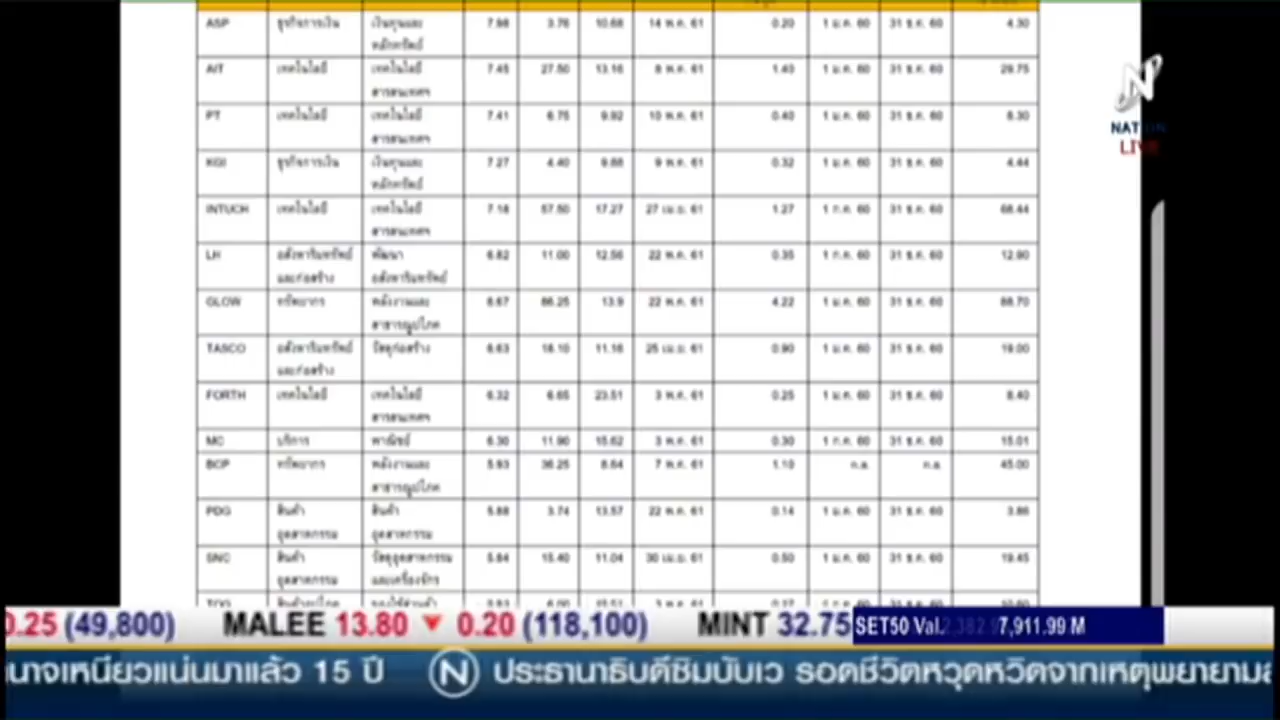 ASP ธุรกิจการเงิน เงินทุนและ 7.98 3.76 10.68 14 พ.ค. 61 0.20 1 ม.ค. 60 31 ธ.ค. 60 4.30
หลักทรัพย์
AIT เทคโนโลยี เทคโนโลยี 7.45 27.50 13.16 8 พ.ค. 61 1.40 1 ม.ค. 60 31 ธ.ค. 60 29.75
สารสนเทศฯ
PT เทคโนโลยี เทคโนโลยี 7.41 6.75 9.92 10 พ.ค. 61 0.40 1 ม.ค. 60 31 ธ.ค. 60 8.30
สารสนเทศฯ
KGI ธุรกิจการเงิน เงินทุนและ 7.27 4.40 9.88 9 พ.ค. 61 0.32 1 ม.ค. 60 31 ธ.ค. 60 4.44
หลักทรัพย์
INTUCH เทคโนโลยี เทคโนโลยี 7.18 57.50 17.27 27 เม.ย. 61 1.27 1 ก.ค. 60 31 ธ.ค. 60 68.44
สารสนเทศฯ
LH อสังหาริมทรัพย์ พัฒนา 6.82 11.00 12.56 22 พ.ค. 61 0.35 1 ก.ค. 60 31 ธ.ค. 60 12.90
และก่อสร้าง อสังหาริมทรัพย์
GLOW ทรัพยากร พลังงานและ 6.67 86.25 13.9 22 พ.ค. 61 4.22 1 ม.ค. 60 31 ธ.ค. 60 88.70
สาธารณูปโภค
TASCO อสังหาริมทรัพย์ วัสดุก่อสร้าง 6.63 18.10 11.16 25 เม.ย. 61 0.90 1 ม.ค. 60 31 ธ.ค. 60 19.00
และก่อสร้าง
FORTH เทคโนโลยี เทคโนโลยี 6.32 6.65 23.51 3 พ.ค. 61 0.25 1 ม.ค. 60 31 ธ.ค. 60 8.40
สารสนเทศฯ
MC บริการ พาณิชย์ 6.30 11.90 15.62 3 พ.ค. 61 0.30 1 ก.ค. 60 31 ธ.ค. 60 15.01
BCP ทรัพยากร พลังงานและ 5.93 36.25 8.64 7 พ.ค. 61 1.10 ก.ย. ก.ย. 45.00
สาธารณูปโภค
PDG สินค้า สินค้า 5.88 3.74 13.57 22 พ.ค. 61 0.14 1 ม.ค. 60 31 ธ.ค. 60 3.86
อุตสาหกรรม อุตสาหกรรม
SNC สินค้า วัสดุอุตสาหกรรม 5.84 15.40 11.04 30 เม.ย. 61 0.50 1 ม.ค. 60 31 ธ.ค. 60 19.45
อุตสาหกรรม และเครื่องจักร
NATION
LIVE
0.25 (49,800) MALEE 13.80 ▼ 0.20 (118,100) MINT 32.75 SET50 Val. 7,911.99 M
นาจเหนียวแน่นมาแล้ว 15 ปี N ประธานาธิบดีซิมบับเว รอดชีวิตหวุดหวิดจากเหตุพยายามล